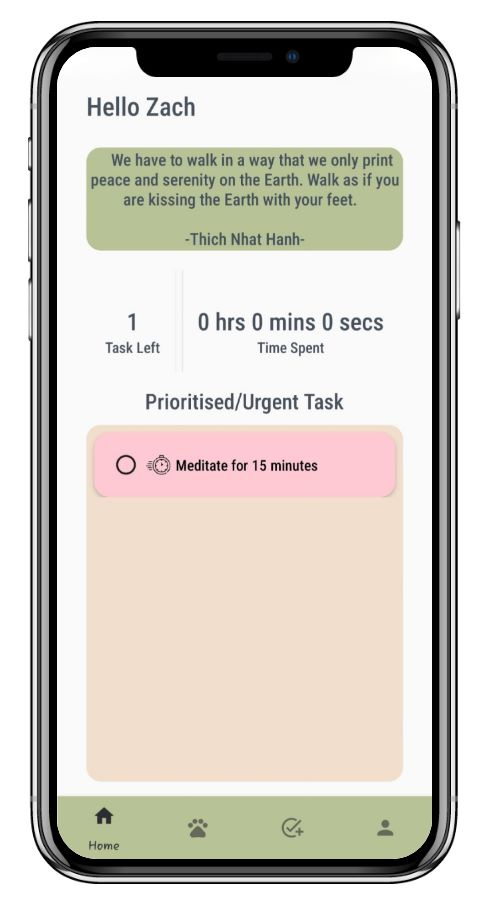 Hello Zach
We have to walk in a way that we only print
peace and serenity on the Earth. Walk as if you
are kissing the Earth with your feet.
-Thich Nhat Hanh-
1
Task Left
0 hrs 0 mins 0 secs
Time Spent
Prioritised/Urgent Task
Meditate for 15 minutes
Home